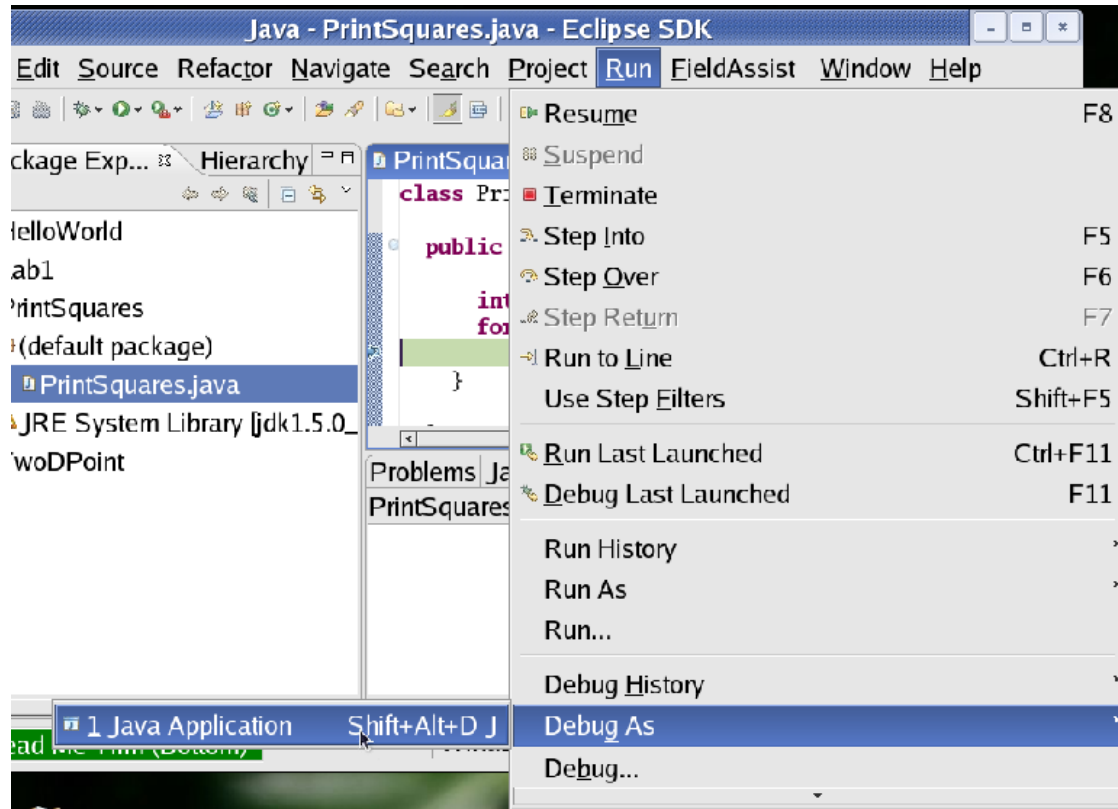 Java - PrintSquares.java - Eclipse SDK
Edit Source Refactor Navigate Search Project Run FieldAssist Window Help
ckage Exp... Hierarchy
HelloWorld
Lab1
PrintSquares
(default package)
PrintSquares.java
JRE System Library [jdk1.5.0_
TwoDPoint
PrintSquar
class Pri
public
int
for
}
Problems Ja
PrintSquares
Resume F8
Suspend
Terminate
Step Into F5
Step Over F6
Step Return F7
Run to Line Ctrl+R
Use Step Filters Shift+F5
Run Last Launched Ctrl+F11
Debug Last Launched F11
Run History
Run As
Run...
Debug History
Debug As
Debug...
1 Java Application Shift+Alt+D J